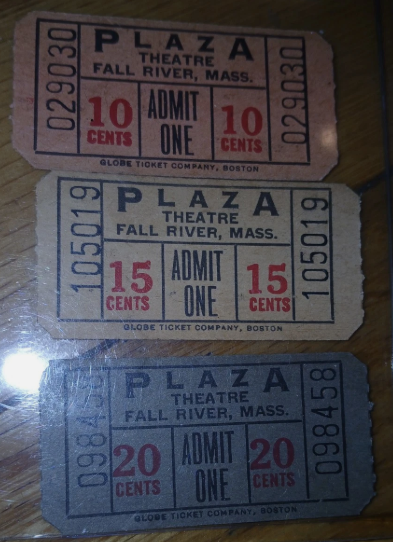 029030
PLAZA
THEATRE
FALL RIVER, MASS.
10 CENTS
ADMIT ONE
10 CENTS
029030
GLOBE TICKET COMPANY, BOSTON
105019
PLAZA
THEATRE
FALL RIVER, MASS.
15 CENTS
ADMIT ONE
15 CENTS
105019
GLOBE TICKET COMPANY, BOSTON
098458
PLAZA
THEATRE
FALL RIVER, MASS.
20 CENTS
ADMIT ONE
20 CENTS
098458
GLOBE TICKET COMPANY, BOSTON